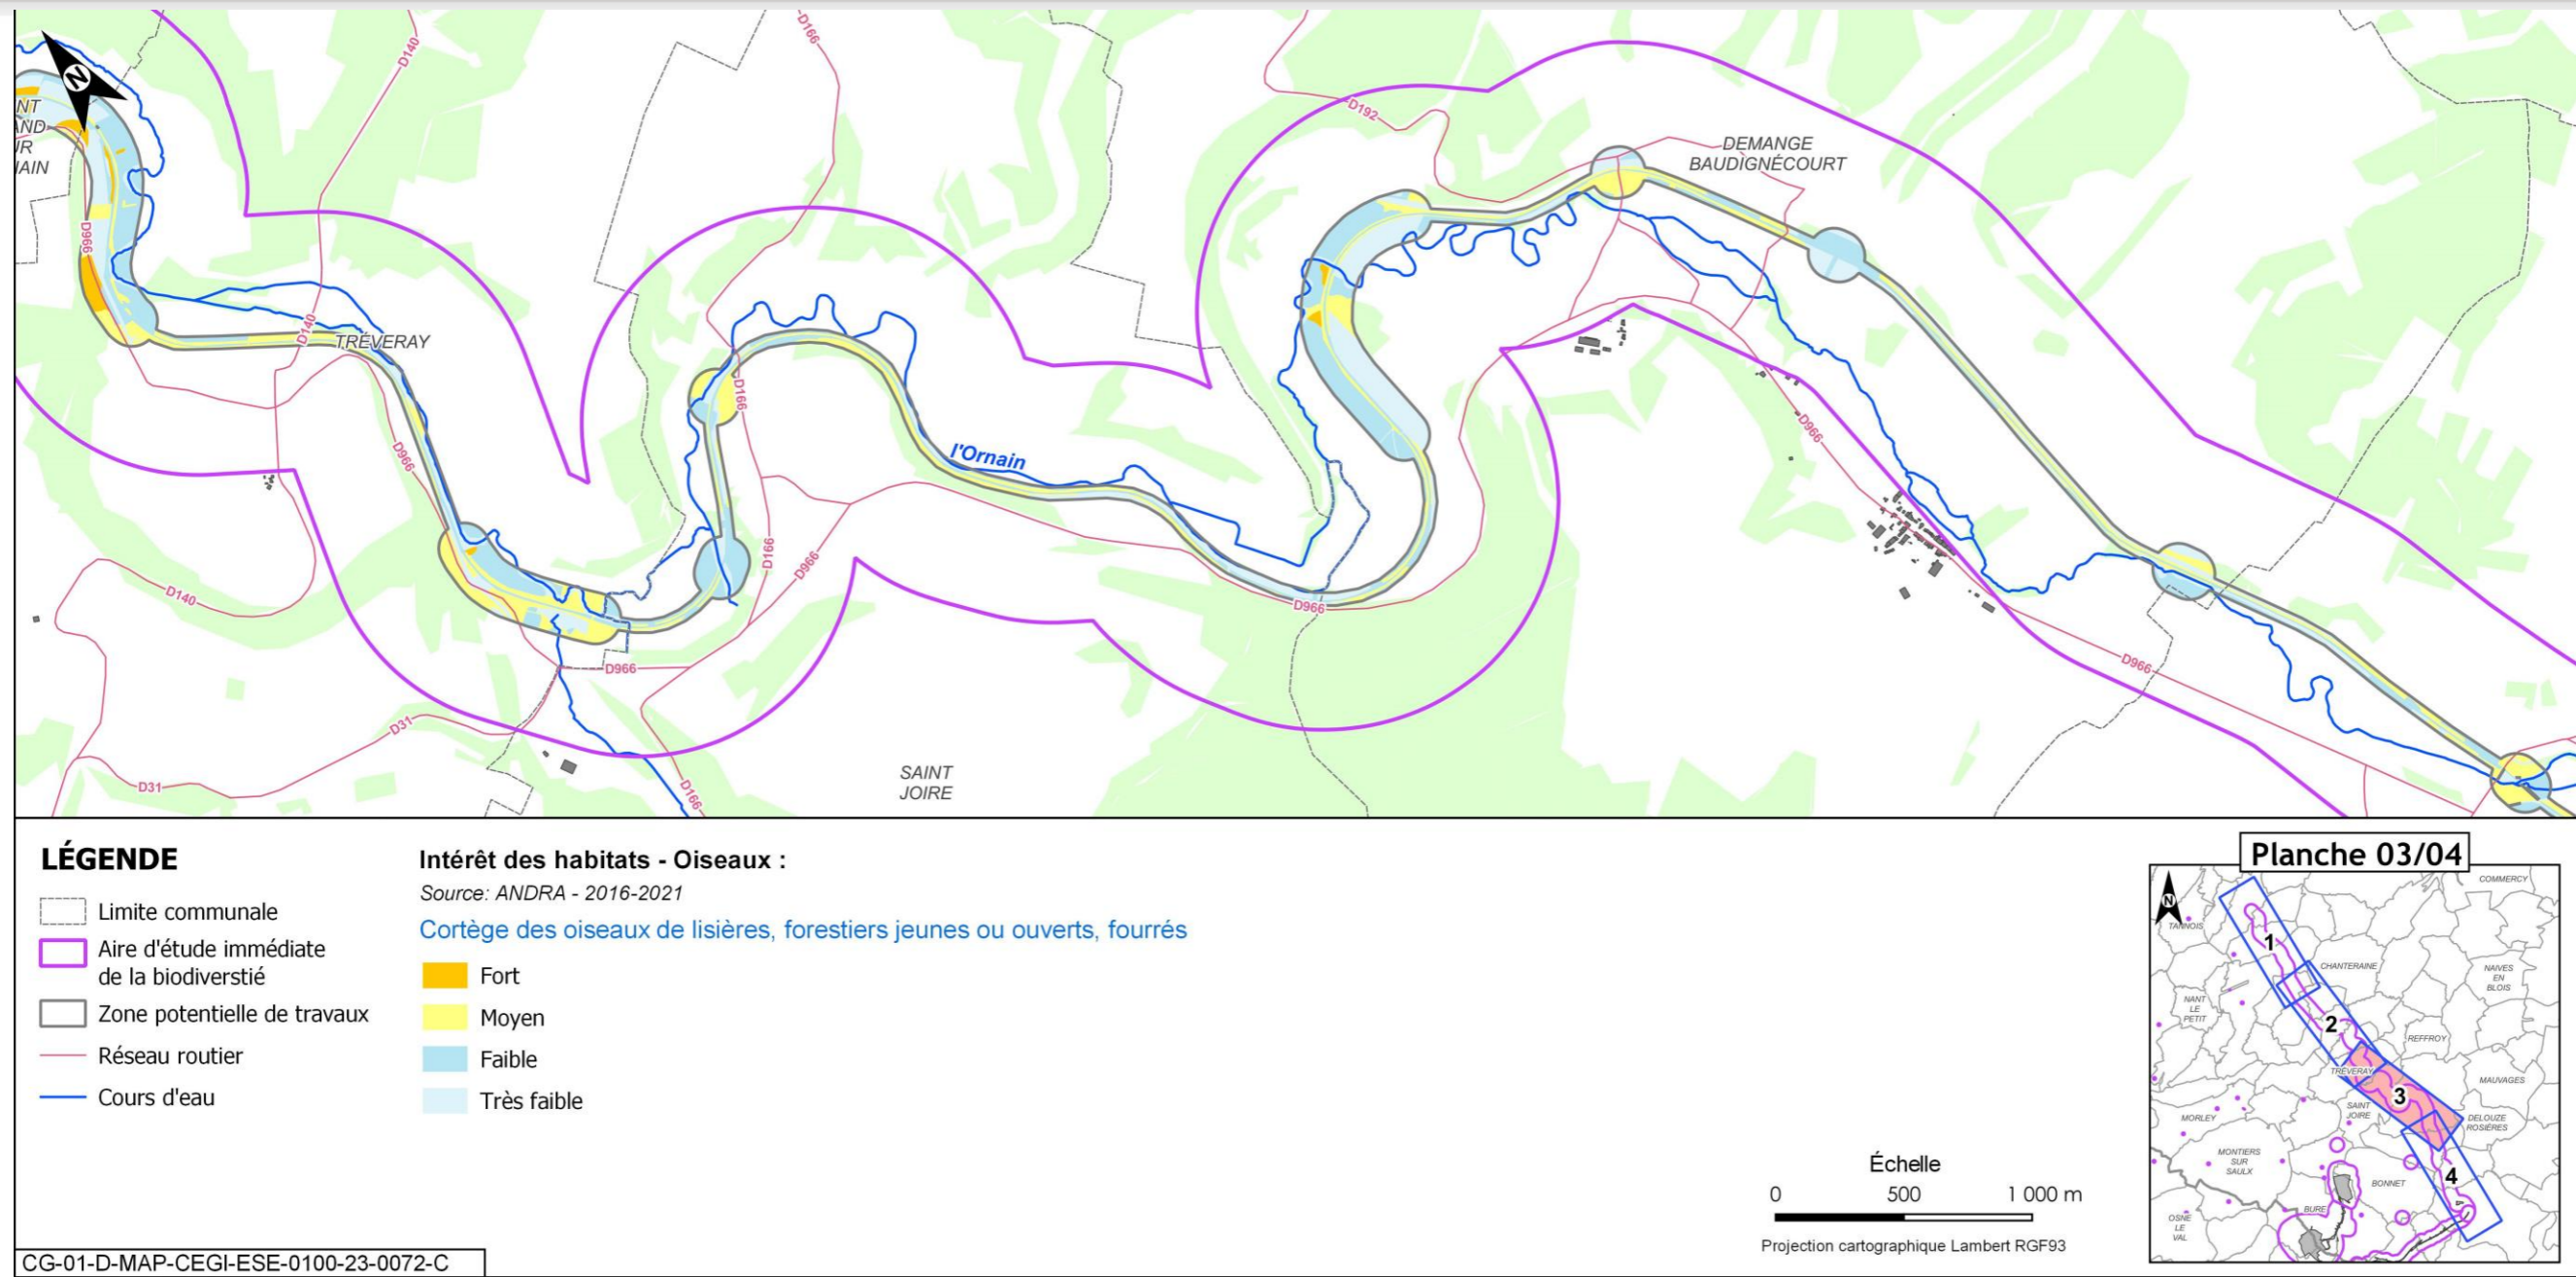 D140
D166
N
NT
AND
UR
AIN
D192
DEMANGE
BAUDIGNÉCOURT
D966
D140
TRÉVERAY
D166
D966
D966
l'Ornain
D166
D966
D140
D966
D966
D966
D31
D31
D166
SAINT
JOIRE
LÉGENDE
Limite communale
Aire d'étude immédiate
de la biodiverstié
Zone potentielle de travaux
Réseau routier
Cours d'eau
Intérêt des habitats - Oiseaux :
Source: ANDRA - 2016-2021
Cortège des oiseaux de lisières, forestiers jeunes ou ouverts, fourrés
Fort
Moyen
Faible
Très faible
Échelle
0 500 1 000 m
Projection cartographique Lambert RGF93
Planche 03/04
N
COMMERCY
TANNOIS
1
CHANTERAINE
NAIVES
EN
BLOIS
NANT
LE
PETIT
2
REFFROY
TRÉVERAY
MAUVAGES
3
SAINT
JOIRE
MORLEY
DELOUZE
ROSIÈRES
MONTIERS
SUR
SAULX
4
BONNET
BURE
OSNE
LE
VAL
CG-01-D-MAP-CEGI-ESE-0100-23-0072-C